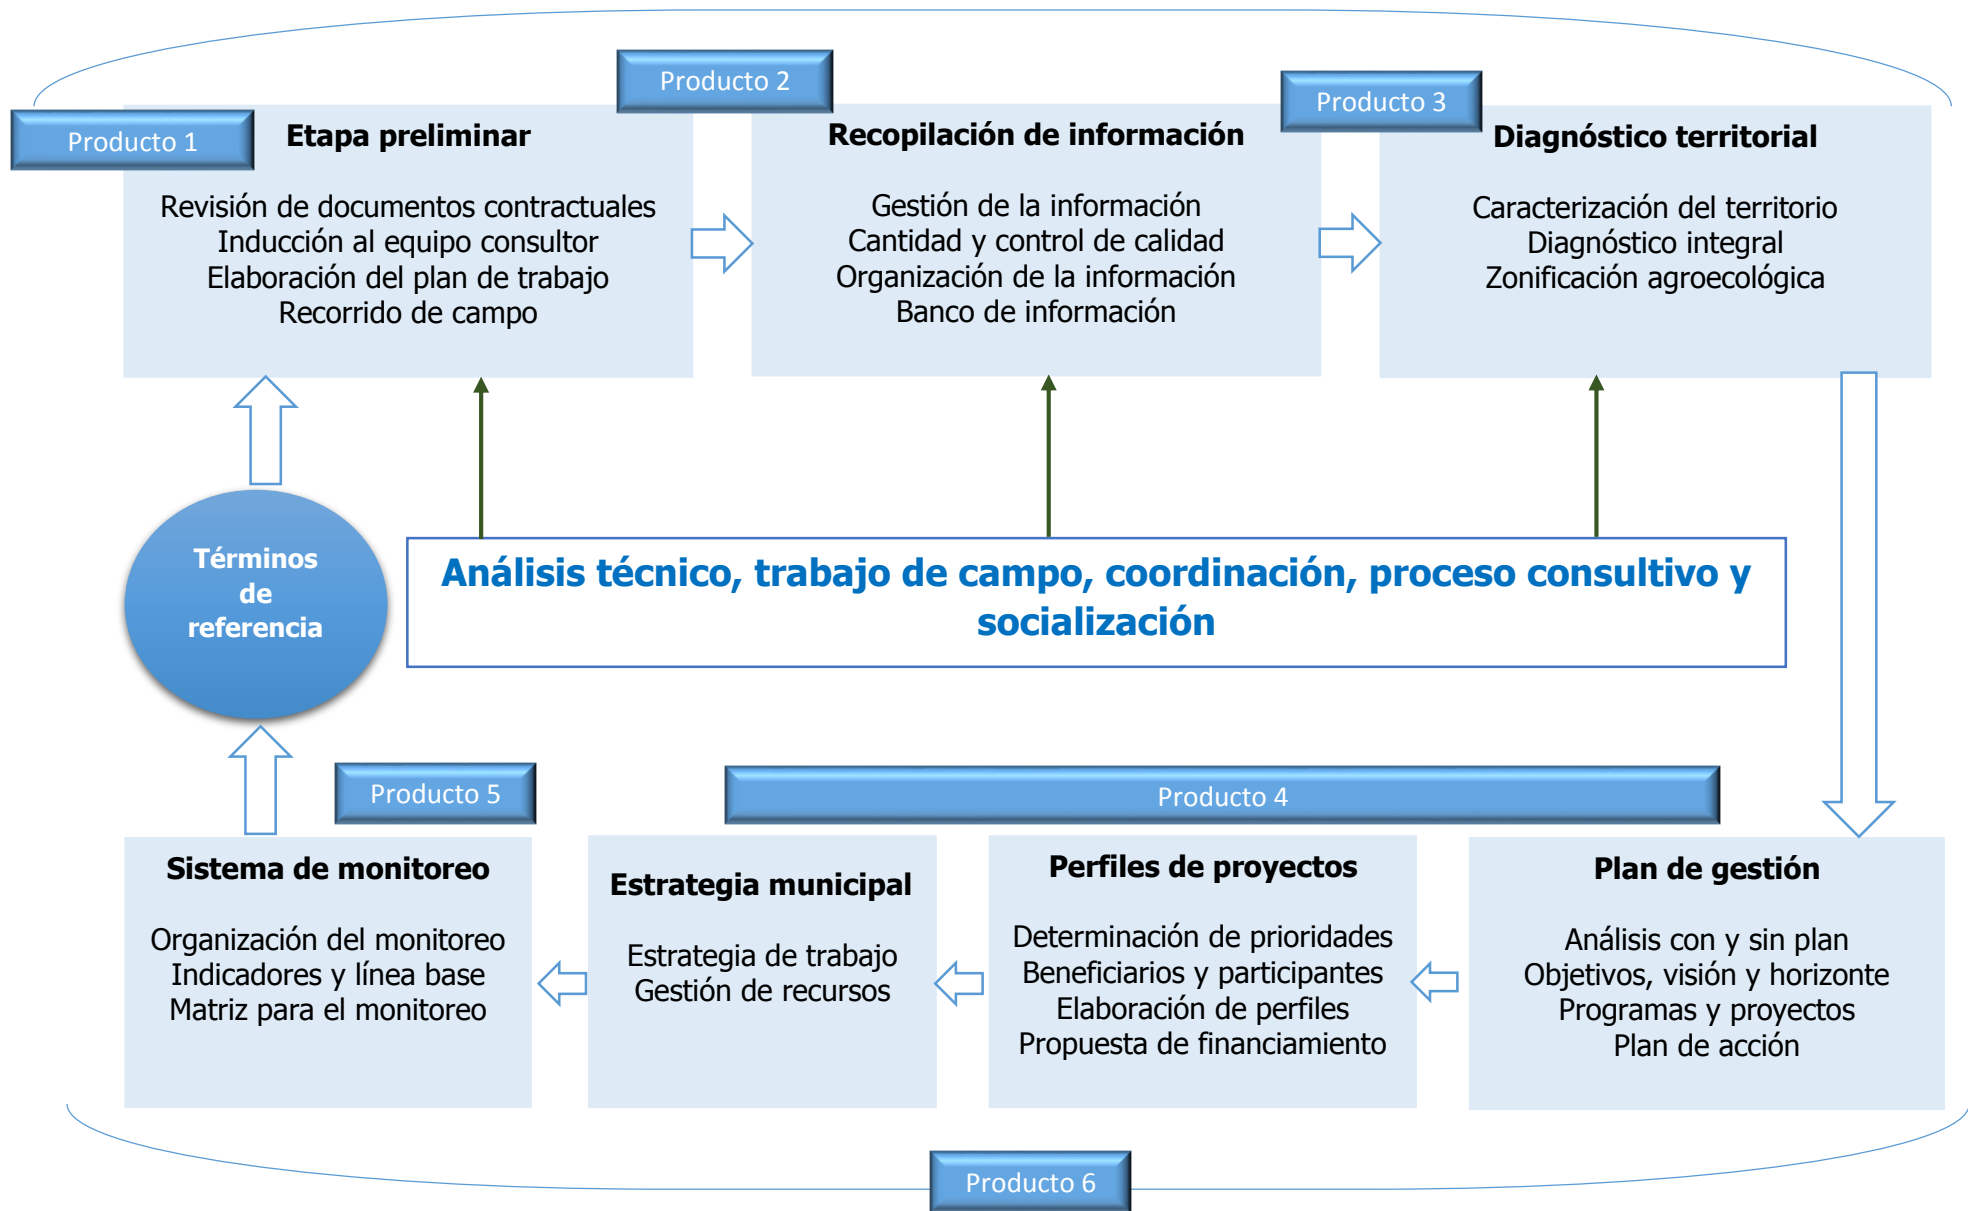 Producto 1
Etapa preliminar
Revisión de documentos contractuales
Inducción al equipo consultor
Elaboración del plan de trabajo
Recorrido de campo
Producto 2
Recopilación de información
Gestión de la información
Cantidad y control de calidad
Organización de la información
Banco de información
Producto 3
Diagnóstico territorial
Caracterización del territorio
Diagnóstico integral
Zonificación agroecológica
Términos
de
referencia
Análisis técnico, trabajo de campo, coordinación, proceso consultivo y
socialización
Producto 5
Producto 4
Sistema de monitoreo
Organización del monitoreo
Indicadores y línea base
Matriz para el monitoreo
Estrategia municipal
Estrategia de trabajo
Gestión de recursos
Perfiles de proyectos
Determinación de prioridades
Beneficiarios y participantes
Elaboración de perfiles
Propuesta de financiamiento
Plan de gestión
Análisis con y sin plan
Objetivos, visión y horizonte
Programas y proyectos
Plan de acción
Producto 6